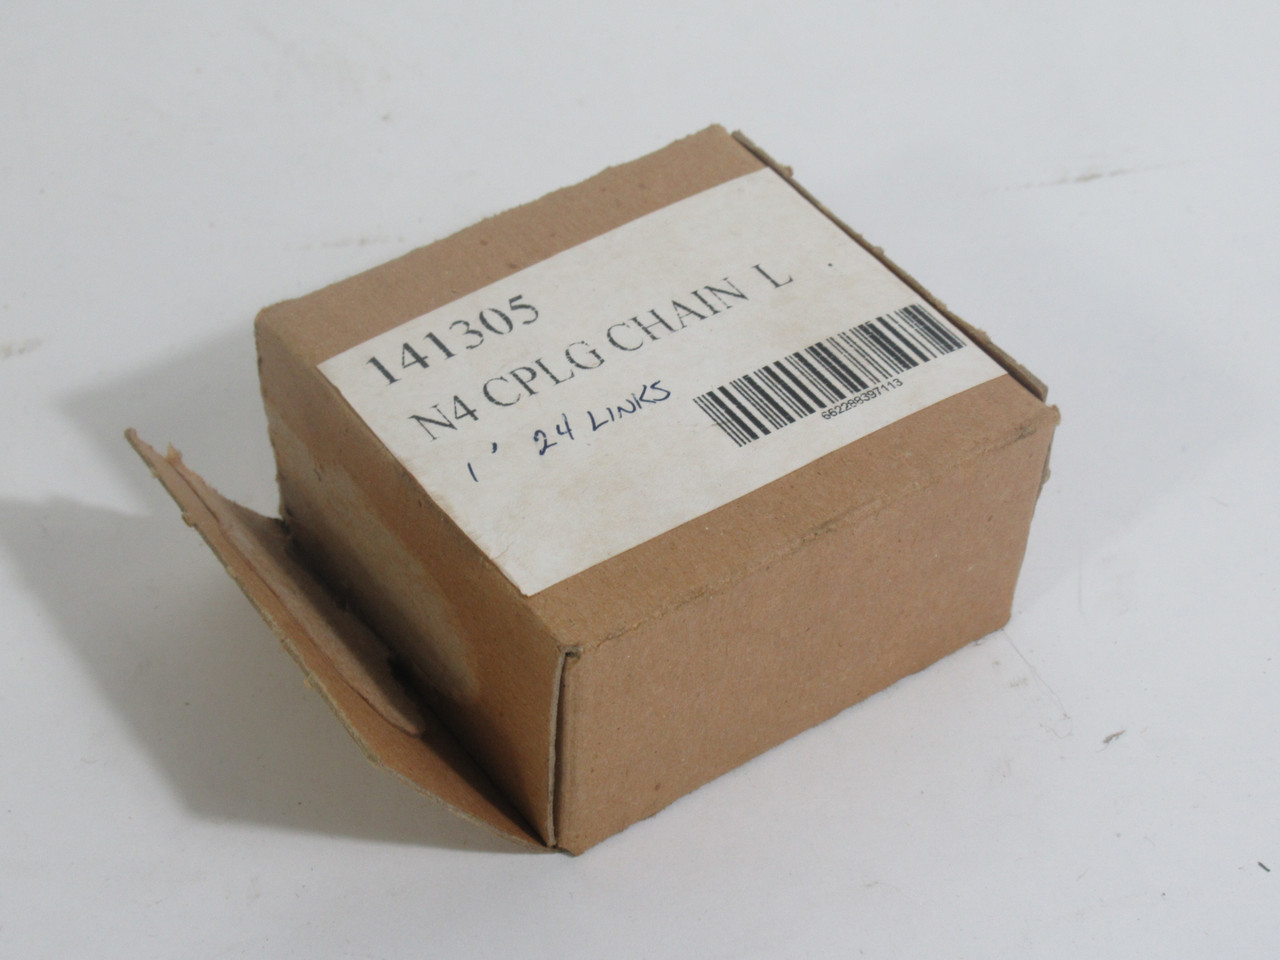 141305
N4 CPLG CHAIN L
1' 24 LINKS
662288397113